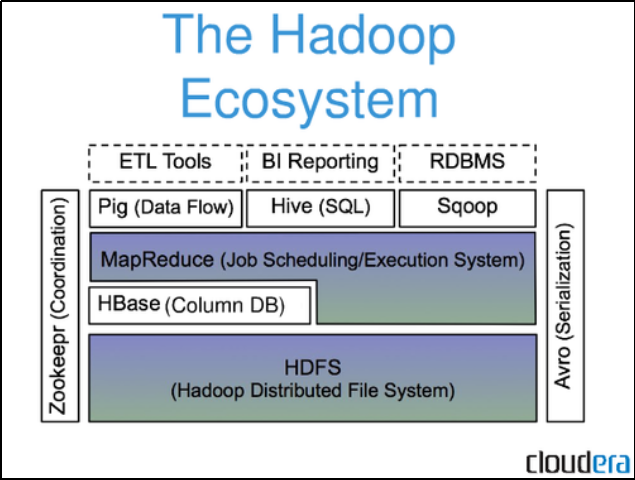 The Hadoop
Ecosystem
ETL Tools
BI Reporting
RDBMS
Pig (Data Flow)
Hive (SQL)
Sqoop
MapReduce (Job Scheduling/Execution System)
HBase (Column DB)
HDFS
(Hadoop Distributed File System)
Zookeepr (Coordination)
Avro (Serialization)
cloudera